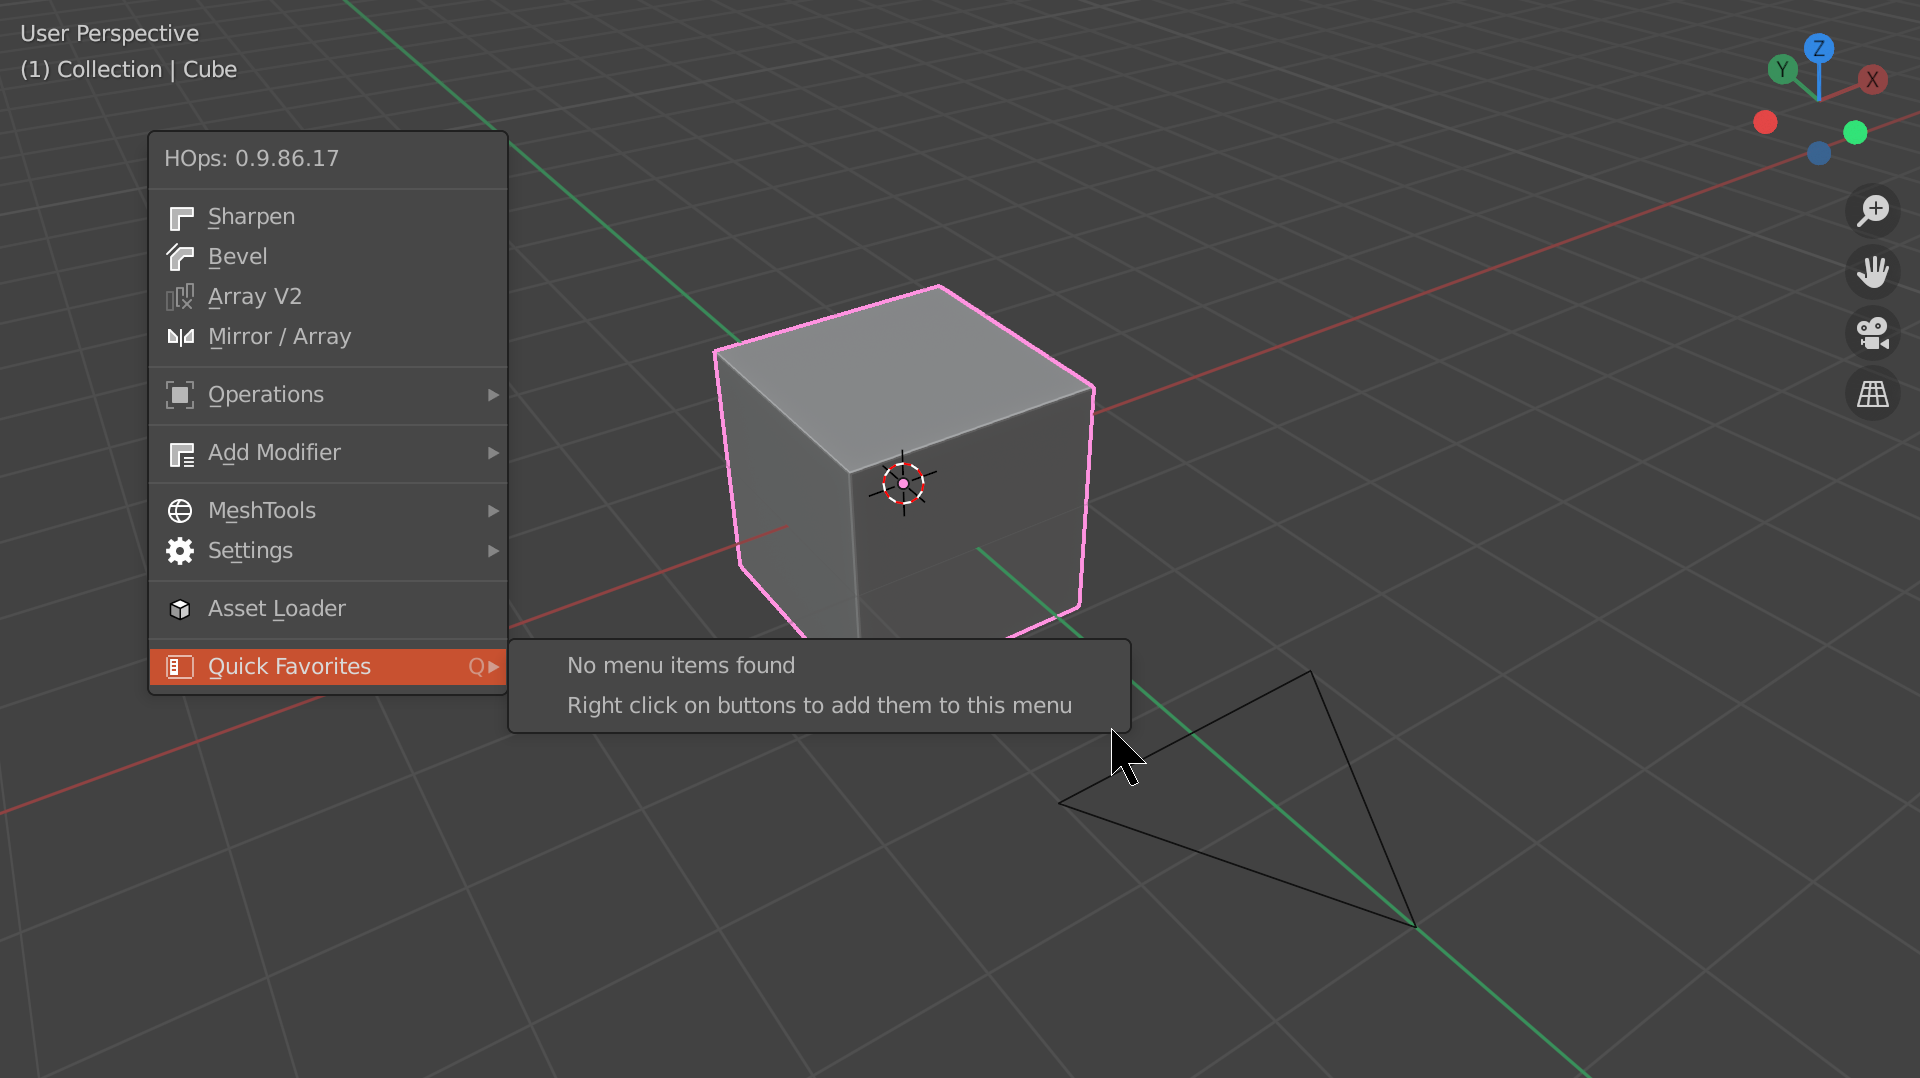 User Perspective
(1) Collection | Cube
Z
Y
X
HOps: 0.9.86.17
Sharpen
Bevel
Array V2
Mirror / Array
Operations
Add Modifier
MeshTools
Settings
Asset Loader
Quick Favorites Q
No menu items found
Right click on buttons to add them to this menu